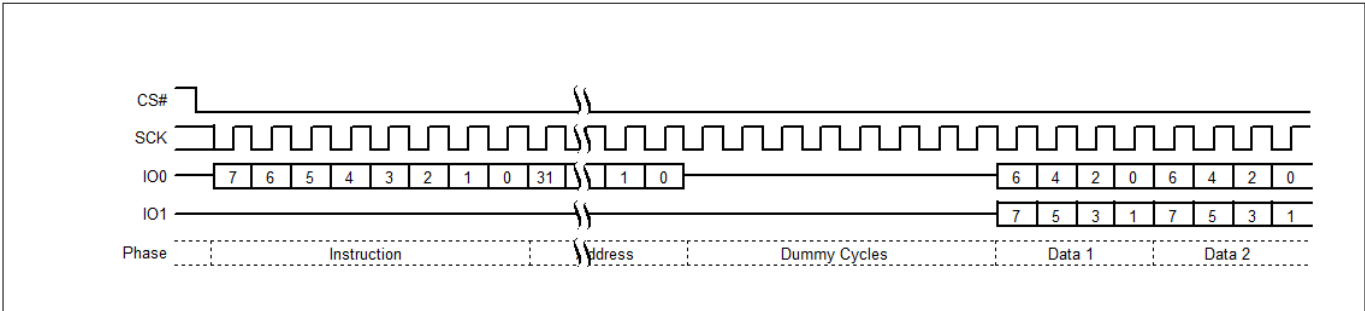 CS#
SCK
IO0 7 6 5 4 3 2 1 0 31 1 0 6 4 2 0 6 4 2 0
IO1 7 5 3 1 7 5 3 1
Phase Instruction Address Dummy Cycles Data 1 Data 2